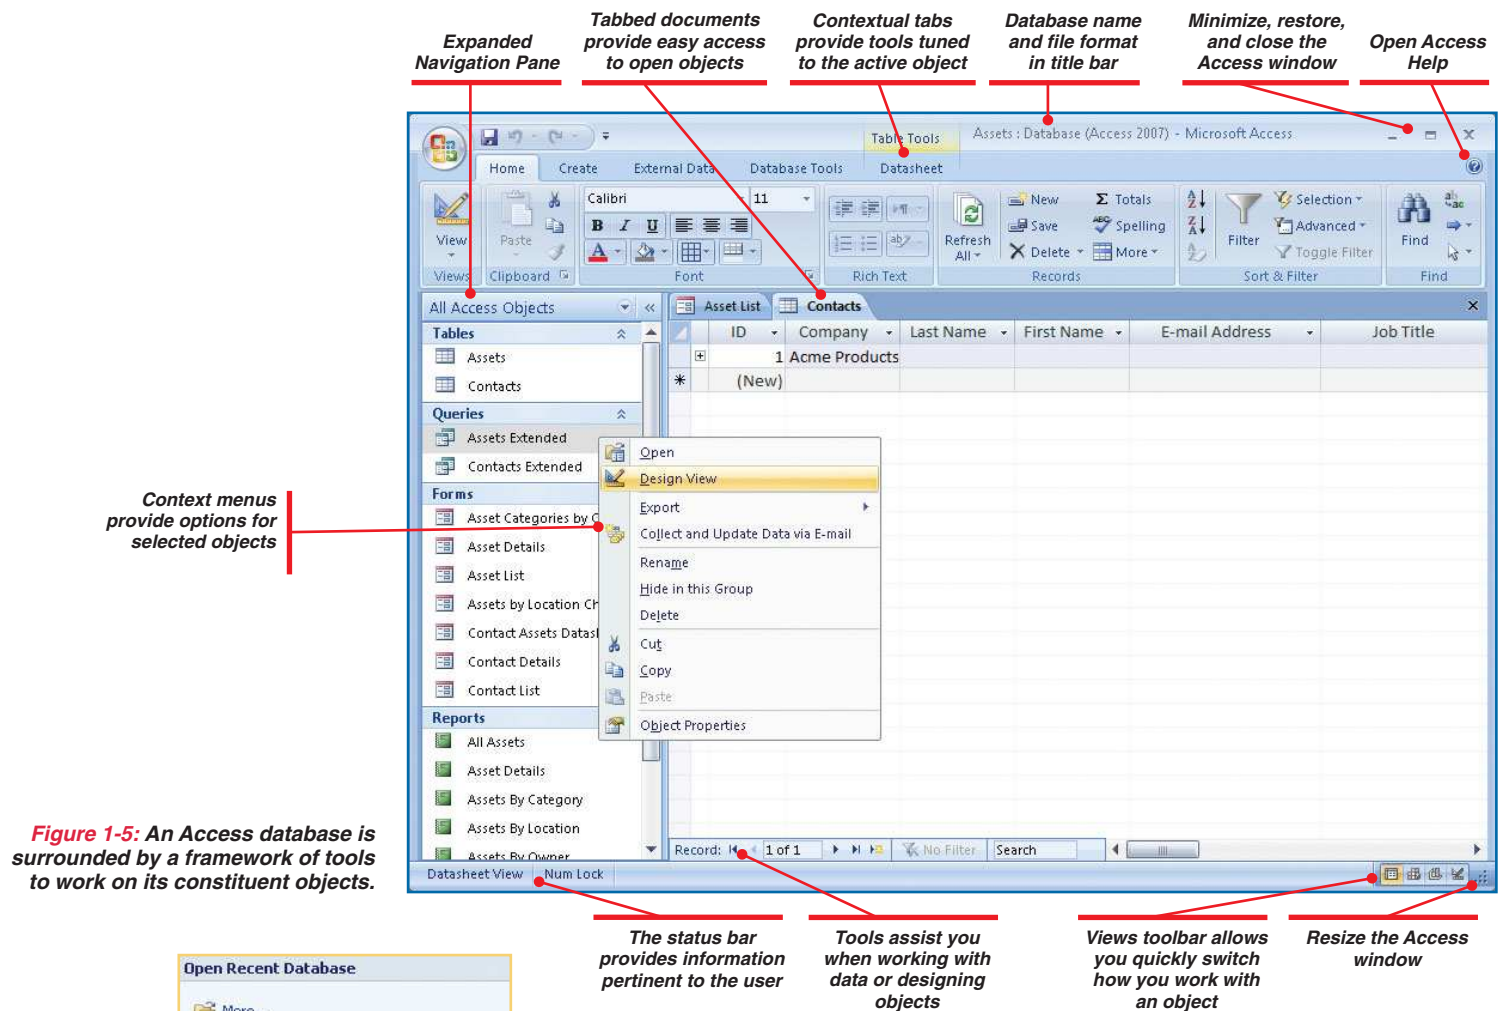 Expanded
Navigation Pane
Tabbed documents
provide easy access
to open objects
Contextual tabs
provide tools tuned
to the active object
Database name
and file format
in title bar
Minimize, restore,
and close the
Access window
Open Access
Help
Table Tools
Assets : Database (Access 2007) - Microsoft Access
Home
Create
External Data
Database Tools
Datasheet
View
Paste
Calibri
11
B I U
Refresh
All
New
Save
Delete
Totals
Spelling
More
Filter
Selection
Advanced
Toggle Filter
Find
Views
Clipboard
Font
Rich Text
Records
Sort & Filter
Find
All Access Objects
Tables
Assets
Contacts
Queries
Assets Extended
Contacts Extended
Forms
Asset Categories by C
Asset Details
Asset List
Assets by Location Ch
Contact Assets Datas
Contact Details
Contact List
Reports
All Assets
Asset Details
Assets By Category
Assets By Location
Assets By Owner
Asset List
Contacts
ID
Company
Last Name
First Name
E-mail Address
Job Title
1 Acme Products
(New)
Open
Design View
Export
Collect and Update Data via E-mail
Rename
Hide in this Group
Delete
Cut
Copy
Paste
Object Properties
Record:
1 of 1
No Filter
Search
Datasheet View
Num Lock
Context menus
provide options for
selected objects
Figure 1-5: An Access database is
surrounded by a framework of tools
to work on its constituent objects.
The status bar
provides information
pertinent to the user
Tools assist you
when working with
data or designing
objects
Views toolbar allows
you quickly switch
how you work with
an object
Resize the Access
window
Open Recent Database
More...